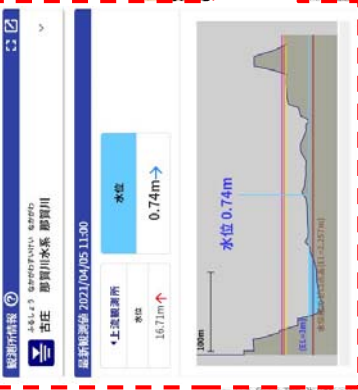 観測所情報 ?
ふるしょう なかがわすいけい なかがわ
古庄 那賀川水系 那賀川
最新観測値 2021/04/05 11:00
上流観測所
水位
16.71m↑
水位
0.74m→
100m
水位 0.74m